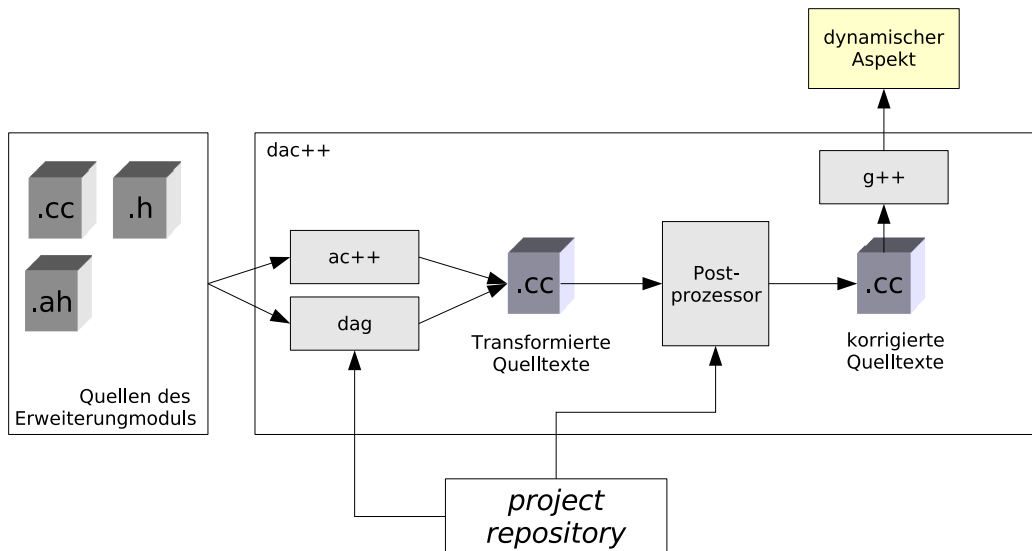 dynamischer
Aspekt
dac++
g++
.cc
.h
.ah
Quellen des
Erweiterungmoduls
ac++
dag
.cc
Transformierte
Quelltexte
Post-
prozessor
.cc
korrigierte
Quelltexte
project
repository